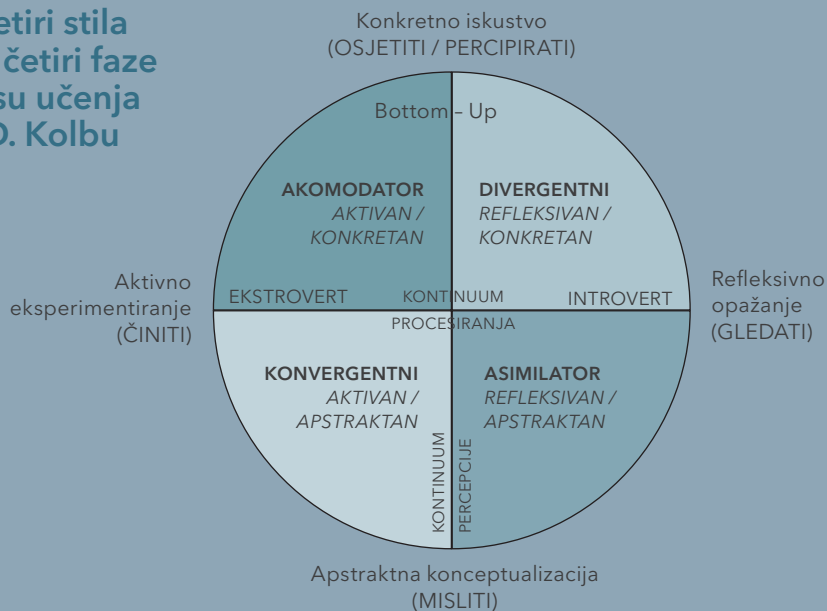 etiri stila
četiri faze
su učenja
D. Kolbu
Konkretno iskustvo
(OSJETITI / PERCIPIRATI)
Bottom – Up
AKOMODATOR
AKTIVAN /
KONKRETAN
DIVERGENTNI
REFLEKSIVAN /
KONKRETAN
Aktivno
eksperimentiranje
(ČINITI)
EKSTROVERT
KONTINUUM
INTROVERT
PROCESIRANJA
Refleksivno
opažanje
(GLEDATI)
KONVERGENTNI
AKTIVAN /
APSTRAKTAN
ASIMILATOR
REFLEKSIVAN /
APSTRAKTAN
KONTINUUM
PERCEPCIJE
Apstraktna konceptualizacija
(MISLITI)